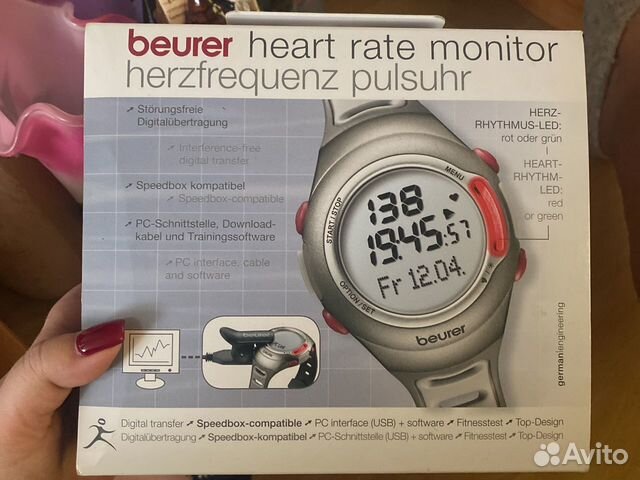 beurer heart rate monitor
herzfrequenz pulsuhr
↗ Störungsfreie
Digitalübertragung
↗ Interference-free
digital transfer
↗ Speedbox kompatibel
↗ Speedbox-compatible
↗ PC-Schnittstelle, Download-
kabel und Trainingssoftware
↗ PC interface, cable
and software
HERZ-
RHYTHMUS-LED:
rot oder grün
HEART-
RHYTHM-
LED:
red
or green
MENU
START / STOP
138
19:45:57
Fr 12.04.
OPTION / SET
beurer
beurer
germanengineering
Digital transfer ↗ Speedbox-compatible ↗ PC interface (USB) + software ↗ Fitnesstest ↗ Top-Design
Digitalübertragung ↗ Speedbox-kompatibel ↗ PC-Schnittstelle (USB) + software ↗ Fitnesstest ↗ Top-Design
Avito